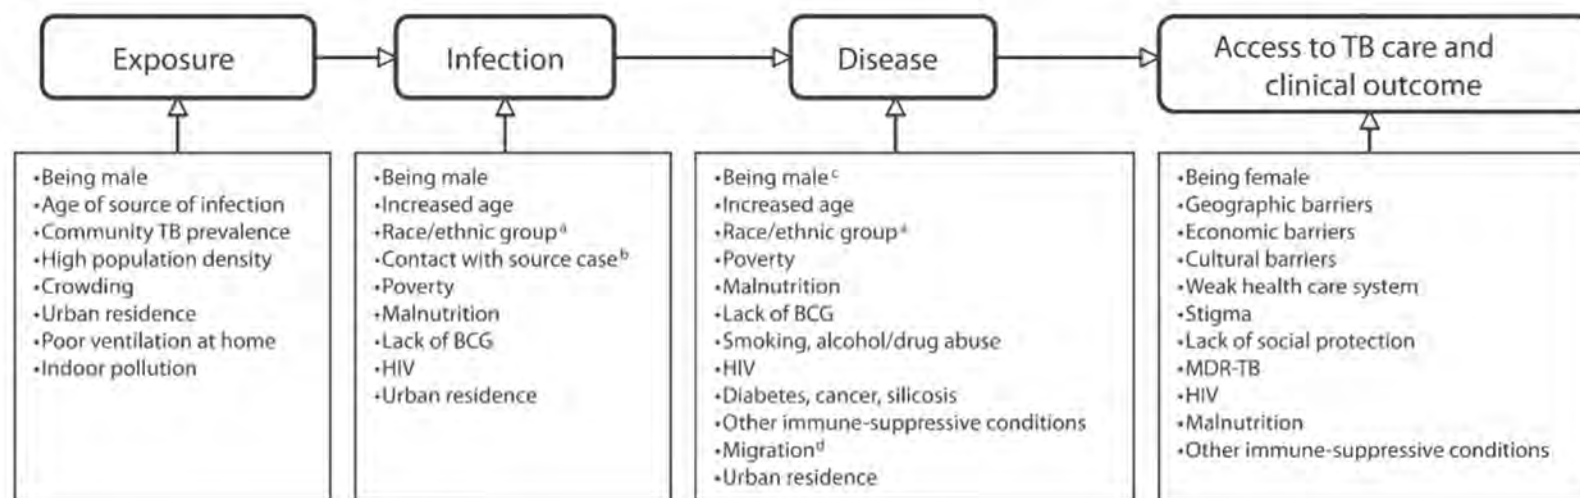 Exposure
Infection
Disease
Access to TB care and
clinical outcome
•Being male
•Age of source of infection
•Community TB prevalence
•High population density
•Crowding
•Urban residence
•Poor ventilation at home
•Indoor pollution
•Being male
•Increased age
•Race/ethnic groupᵃ
•Contact with source caseᵇ
•Poverty
•Malnutrition
•Lack of BCG
•HIV
•Urban residence
•Being maleᶜ
•Increased age
•Race/ethnic groupᵃ
•Poverty
•Malnutrition
•Lack of BCG
•Smoking, alcohol/drug abuse
•HIV
•Diabetes, cancer, silicosis
•Other immune-suppressive conditions
•Migrationᵈ
•Urban residence
•Being female
•Geographic barriers
•Economic barriers
•Cultural barriers
•Weak health care system
•Stigma
•Lack of social protection
•MDR-TB
•HIV
•Malnutrition
•Other immune-suppressive conditions